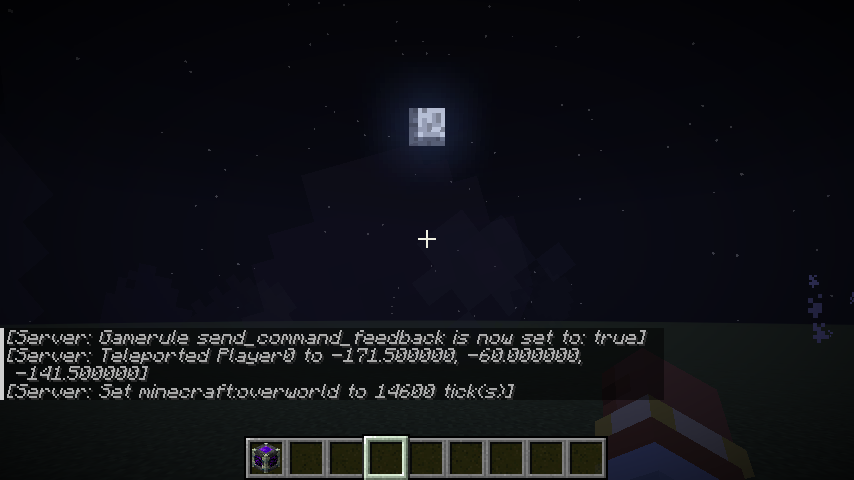 [Server: Gamerule send_command_feedback is now set to: true]
[Server: Teleported Player0 to -171.500000, -60.000000,
-141.500000]
[Server: Set minecraft:overworld to 14600 tick(s)]